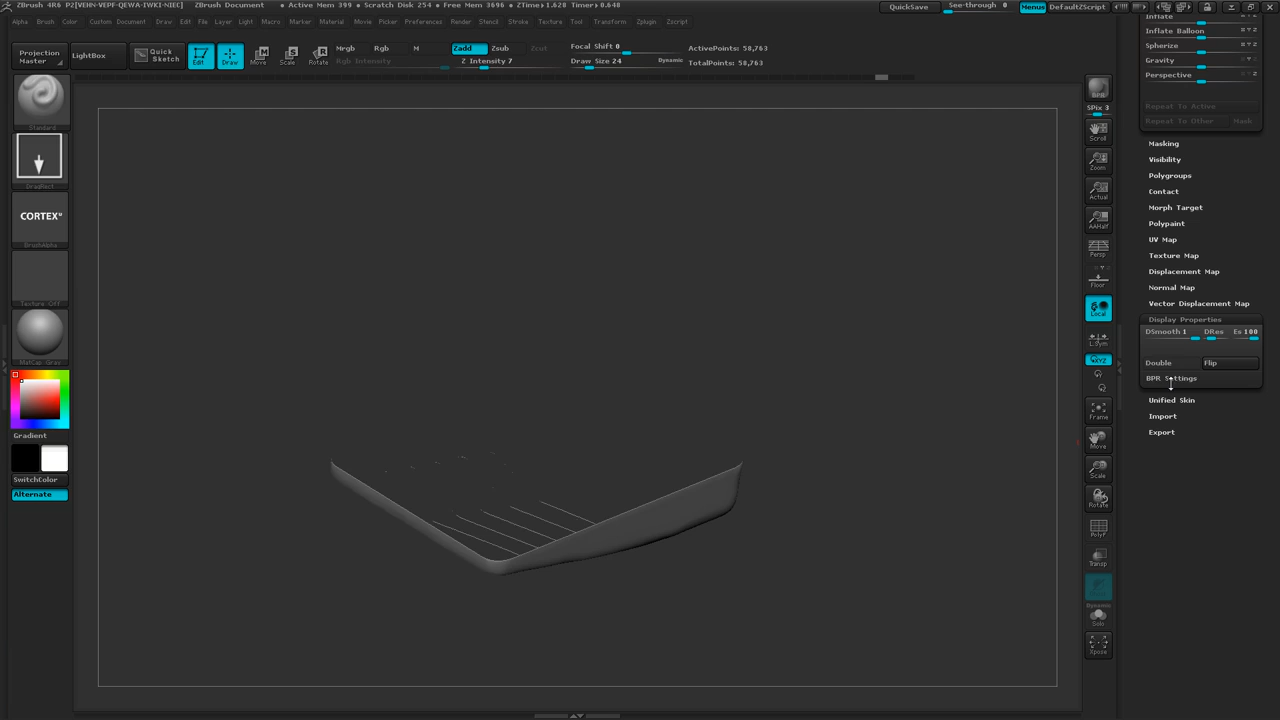 ZBrush 4R6 P2[VEHN-VEPF-QEWA-IWKI-NIEC] ZBrush Document • Active Mem 399 • Scratch Disk 254 • Free Mem 3696 • ZTime▸1.628 Timer▸0.648 QuickSave See-through 0 Menus DefaultZScript
Alpha Brush Color Custom Document Draw Edit File Layer Light Macro Marker Material Movie Picker Preferences Render Stencil Stroke Texture Tool Transform Zplugin Zscript
Projection
Master
LightBox
Quick
Sketch
Edit
Draw
Move
Scale
Rotate
Mrgb Rgb M
Rgb Intensity
Zadd Zsub Zcut
Z Intensity 7
Focal Shift 0
Draw Size 24 Dynamic
ActivePoints: 58,763
TotalPoints: 58,763
Standard
DragRect
CORTEX
BrushAlpha
Texture Off
MatCap Gray
Gradient
SwitchColor
Alternate
BPR
SPix 3
Scroll
Zoom
Actual
AAHalf
Persp
Floor
Local
L.Sym
XYZ
Frame
Move
Scale
Rotate
PolyF
Transp
Dynamic
Solo
Xpose
Inflate
Inflate Balloon
Spherize
Gravity
Perspective
Repeat To Active
Repeat To Other Mask
Masking
Visibility
Polygroups
Contact
Morph Target
Polypaint
UV Map
Texture Map
Displacement Map
Normal Map
Vector Displacement Map
Display Properties
DSmooth 1 DRes Es 100
Double Flip
BPR Settings
Unified Skin
Import
Export